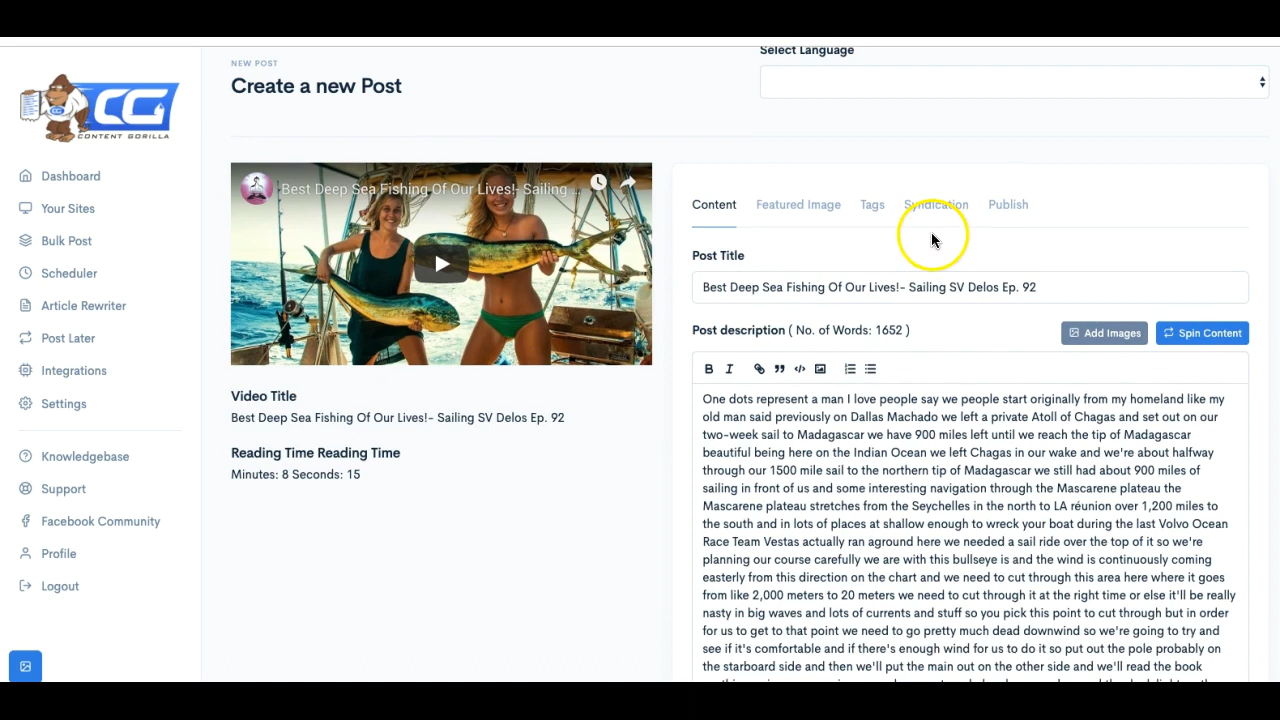 Select Language
NEW POST
Create a new Post
CG
CONTENT GORILLA
Dashboard
Your Sites
Bulk Post
Scheduler
Article Rewriter
Post Later
Integrations
Settings
Knowledgebase
Support
Facebook Community
Profile
Logout
Best Deep Sea Fishing Of Our Lives!- Sailing ...
Video Title
Best Deep Sea Fishing Of Our Lives!- Sailing SV Delos Ep. 92
Reading Time Reading Time
Minutes: 8 Seconds: 15
Content Featured Image Tags Syndication Publish
Post Title
Best Deep Sea Fishing Of Our Lives!- Sailing SV Delos Ep. 92
Post description ( No. of Words: 1652 )
Add Images
Spin Content
One dots represent a man I love people say we people start originally from my homeland like my
old man said previously on Dallas Machado we left a private Atoll of Chagas and set out on our
two-week sail to Madagascar we have 900 miles left until we reach the tip of Madagascar
beautiful being here on the Indian Ocean we left Chagas in our wake and we're about halfway
through our 1500 mile sail to the northern tip of Madagascar we still had about 900 miles of
sailing in front of us and some interesting navigation through the Mascarene plateau the
Mascarene plateau stretches from the Seychelles in the north to LA réunion over 1,200 miles to
the south and in lots of places at shallow enough to wreck your boat during the last Volvo Ocean
Race Team Vestas actually ran aground here we needed a sail ride over the top of it so we're
planning our course carefully we are with this bullseye is and the wind is continuously coming
easterly from this direction on the chart and we need to cut through this area here where it goes
from like 2,000 meters to 20 meters we need to cut through it at the right time or else it'll be really
nasty in big waves and lots of currents and stuff so you pick this point to cut through but in order
for us to get to that point we need to go pretty much dead downwind so we're going to try and
see if it's comfortable and if there's enough wind for us to do it so put out the pole probably on
the starboard side and then we'll put the main out on the other side and we'll read the book